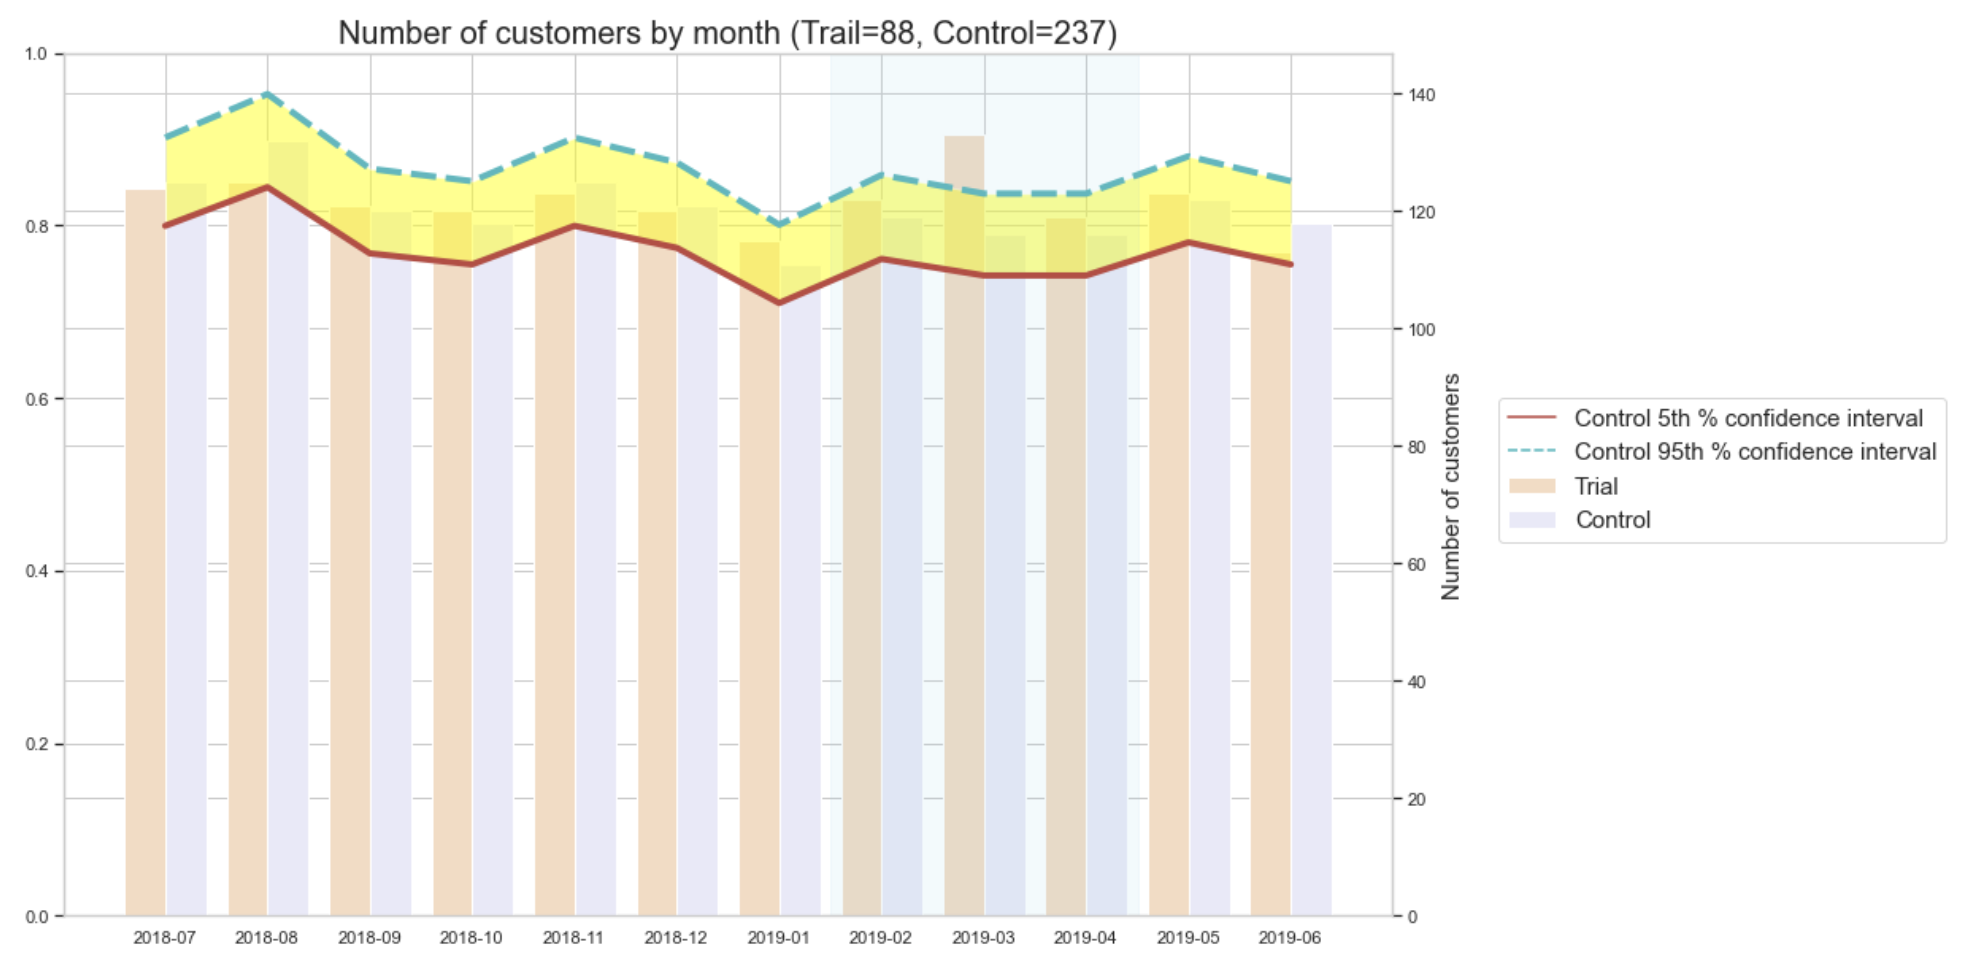 Number of customers by month (Trail=88, Control=237)
1.0
0.8
0.6
0.4
0.2
0.0
140
120
100
80
60
40
20
0
Number of customers
2018-07 2018-08 2018-09 2018-10 2018-11 2018-12 2019-01 2019-02 2019-03 2019-04 2019-05 2019-06
Control 5th % confidence interval
Control 95th % confidence interval
Trial
Control